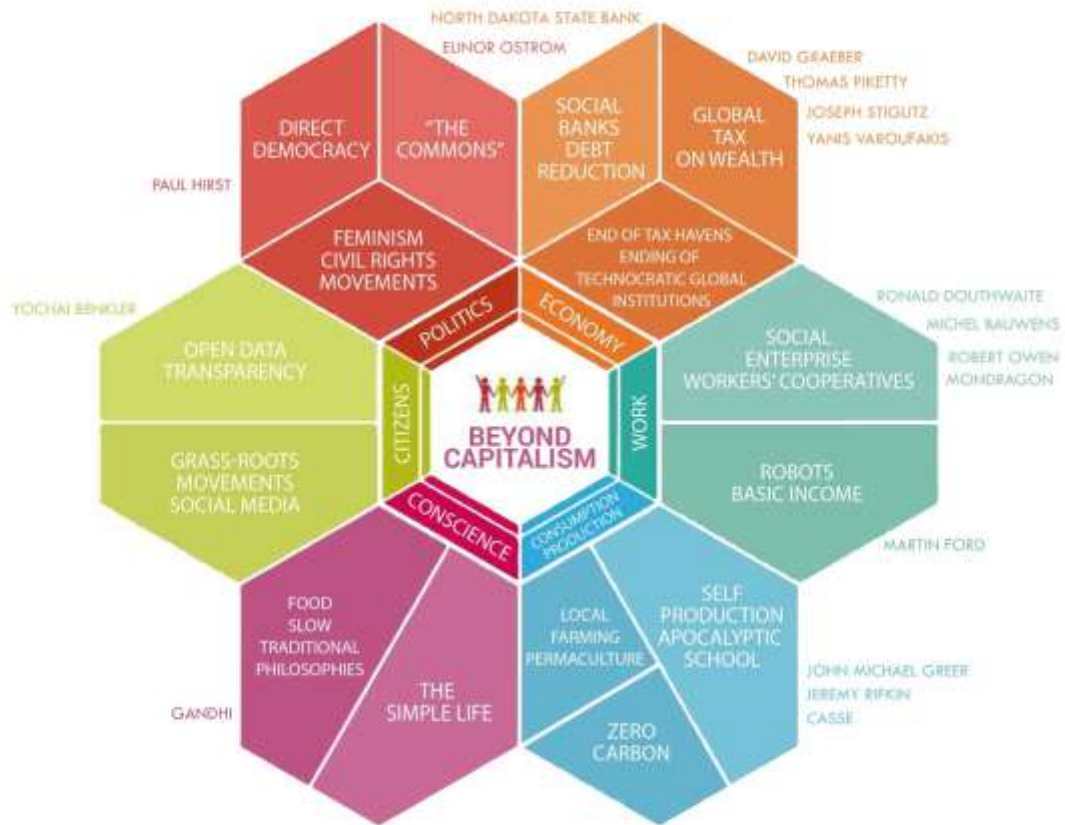 NORTH DAKOTA STATE BANK
ELINOR OSTROM
DAVID GRAEBER
THOMAS PIKETTY
JOSEPH STIGLITZ
YANIS VAROUFAKIS
DIRECT
DEMOCRACY
"THE
COMMONS"
SOCIAL
BANKS
DEBT
REDUCTION
GLOBAL
TAX
ON WEALTH
PAUL HIRST
FEMINISM
CIVIL RIGHTS
MOVEMENTS
END OF TAX HAVENS
ENDING OF
TECHNOCRATIC GLOBAL
INSTITUTIONS
POLITICS
ECONOMY
YOCHAI BENKLER
OPEN DATA
TRANSPARENCY
GRASS-ROOTS
MOVEMENTS
SOCIAL MEDIA
CITIZENS
BEYOND
CAPITALISM
WORK
SOCIAL
ENTERPRISE
WORKERS' COOPERATIVES
RONALD DOUTHWAITE
MICHEL BAUWENS
ROBERT OWEN
MONDRAGON
ROBOTS
BASIC INCOME
MARTIN FORD
CONSCIENCE
CONSUMPTION
PRODUCTION
FOOD
SLOW
TRADITIONAL
PHILOSOPHIES
THE
SIMPLE LIFE
GANDHI
LOCAL
FARMING
PERMACULTURE
SELF
PRODUCTION
APOCALYPTIC
SCHOOL
ZERO
CARBON
JOHN MICHAEL GREER
JEREMY RIFKIN
CASSE